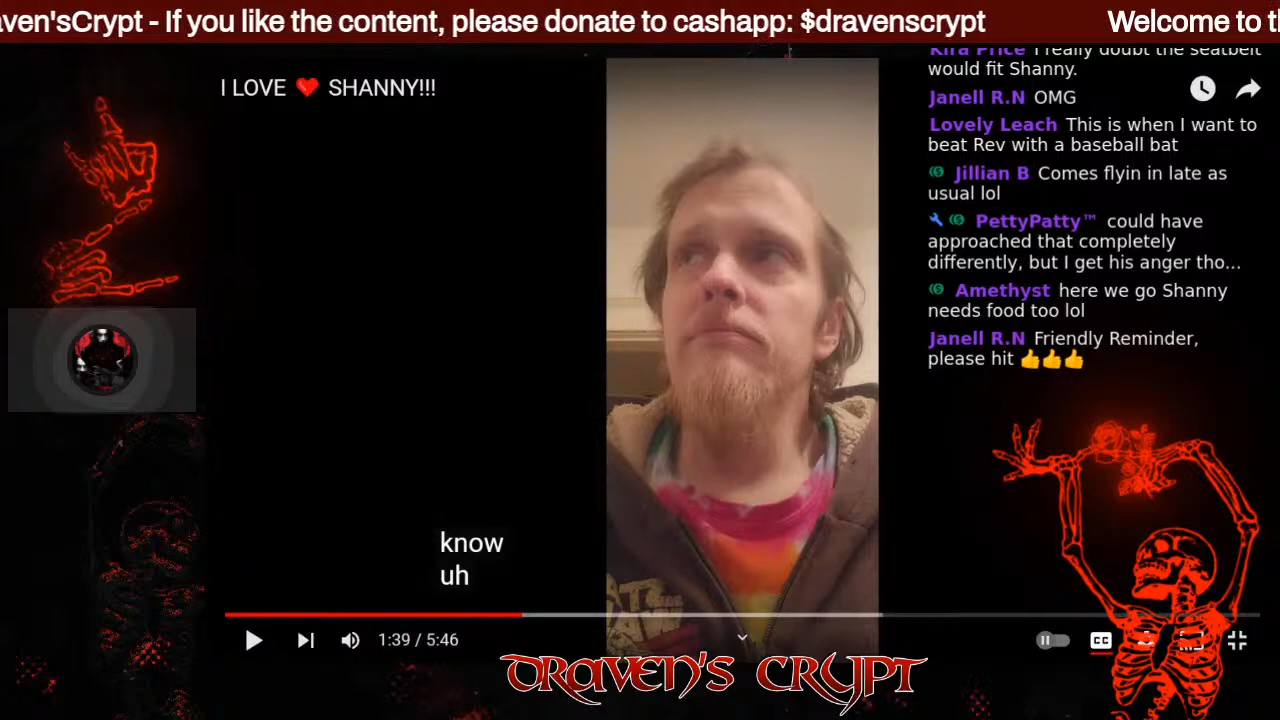 aven'sCrypt - If you like the content, please donate to cashapp: $dravenscrypt
Welcome to th
I LOVE ❤️ SHANNY!!!
Kira Price I really doubt the seatbelt
would fit Shanny.
Janell R.N OMG
Lovely Leach This is when I want to
beat Rev with a baseball bat
Jillian B Comes flyin in late as
usual lol
PettyPatty™ could have
approached that completely
differently, but I get his anger tho...
Amethyst here we go Shanny
needs food too lol
Janell R.N Friendly Reminder,
please hit 👍👍👍
know
uh
1:39 / 5:46
CC
DRAVEN'S CRYPT